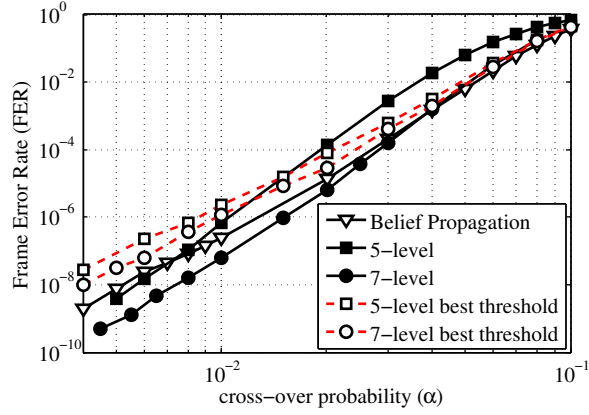 Frame Error Rate (FER)
10^0
10^−2
10^−4
10^−6
10^−8
10^−10
Belief Propagation
5−level
7−level
5−level best threshold
7−level best threshold
10^−2
10^−1
cross−over probability (α)